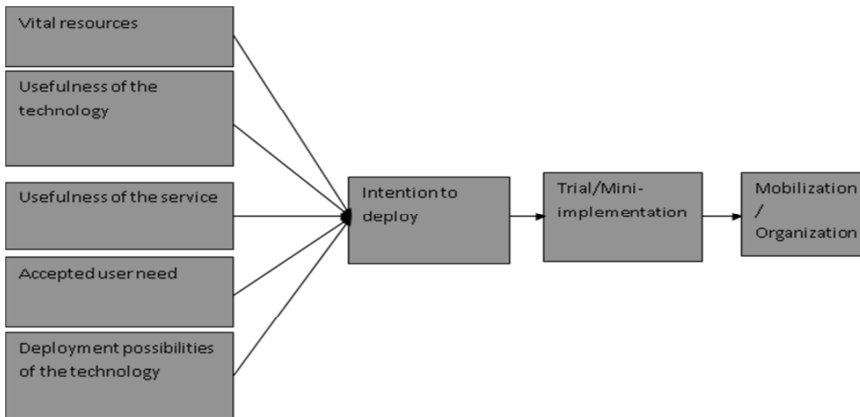 Vital resources
Usefulness of the
technology
Usefulness of the service
Accepted user need
Deployment possibilities
of the technology
Intention to
deploy
Trial/Mini-
implementation
Mobilization
/
Organization